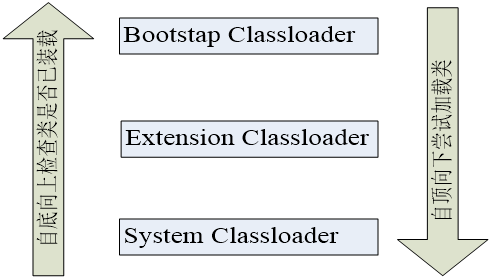 Bootstap Classloader
自底向上检查类是否已装载
Extension Classloader
自顶向下尝试加载类
System Classloader